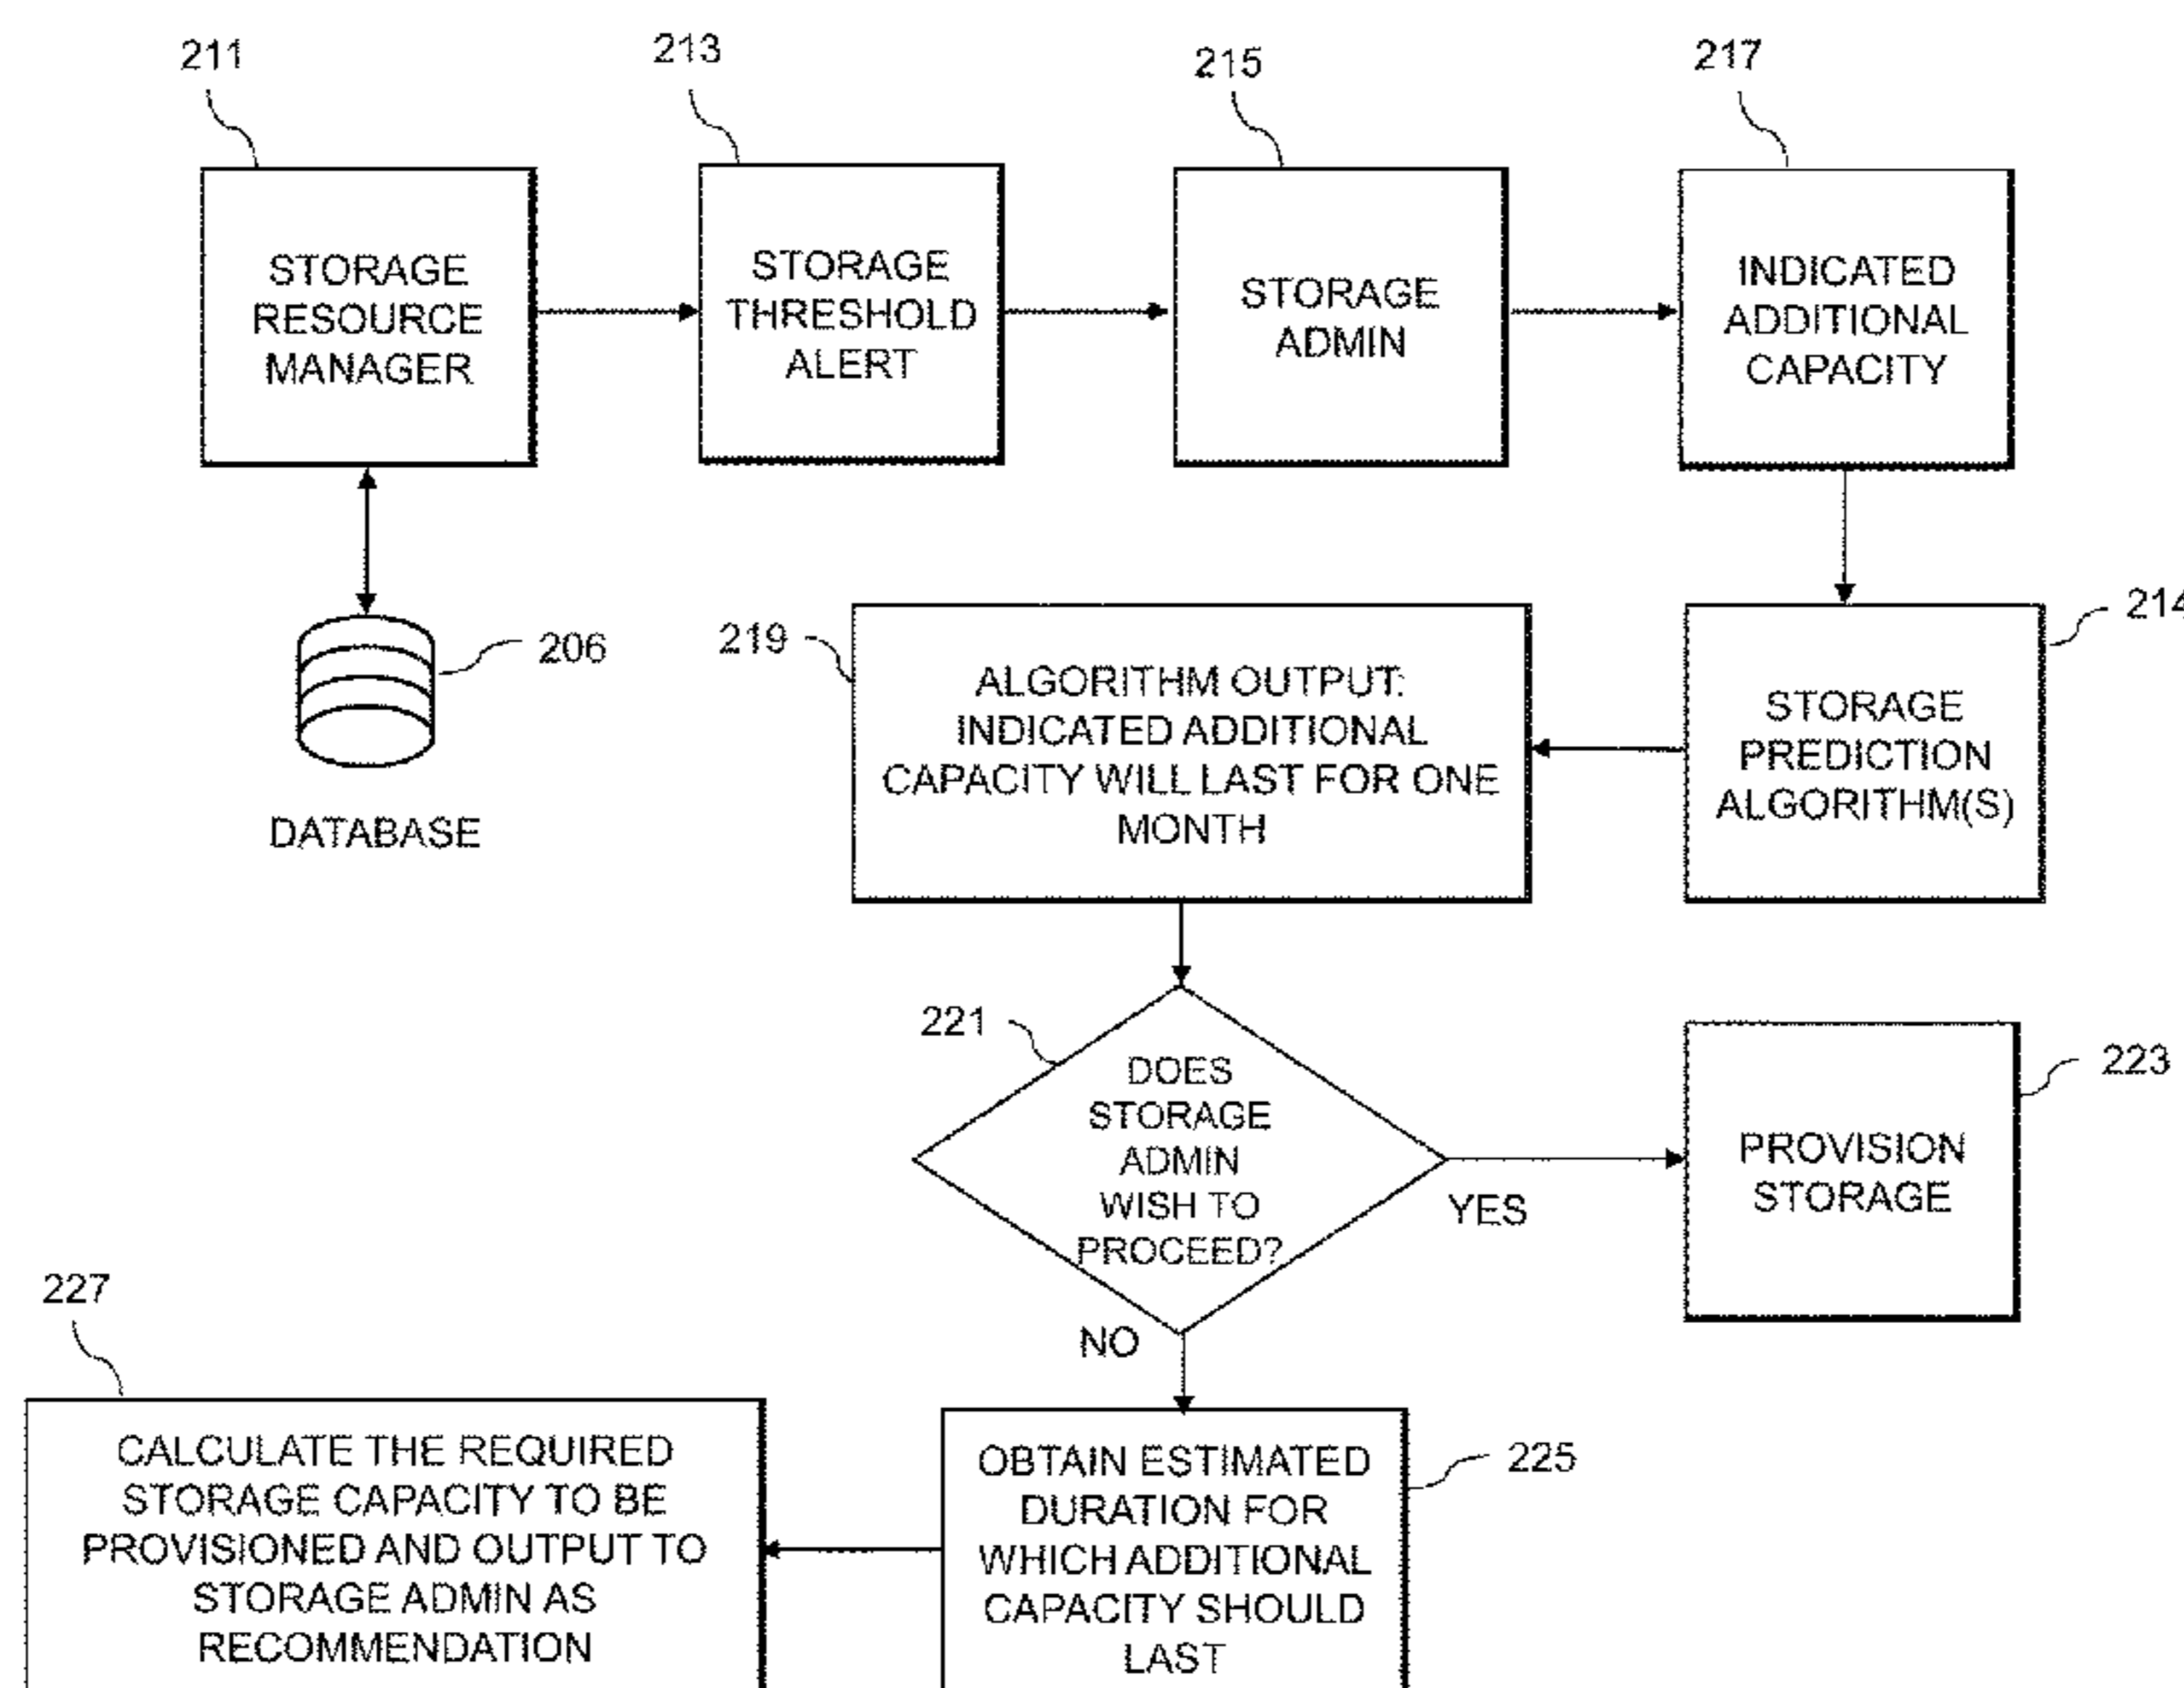 211
213
215
217
STORAGE
RESOURCE
MANAGER
STORAGE
THRESHOLD
ALERT
STORAGE
ADMIN
INDICATED
ADDITIONAL
CAPACITY
206
DATABASE
219
ALGORITHM OUTPUT:
INDICATED ADDITIONAL
CAPACITY WILL LAST FOR ONE
MONTH
214
STORAGE
PREDICTION
ALGORITHM(S)
221
DOES
STORAGE
ADMIN
WISH TO
PROCEED?
YES
NO
223
PROVISION
STORAGE
225
OBTAIN ESTIMATED
DURATION FOR
WHICH ADDITIONAL
CAPACITY SHOULD
LAST
227
CALCULATE THE REQUIRED
STORAGE CAPACITY TO BE
PROVISIONED AND OUTPUT TO
STORAGE ADMIN AS
RECOMMENDATION